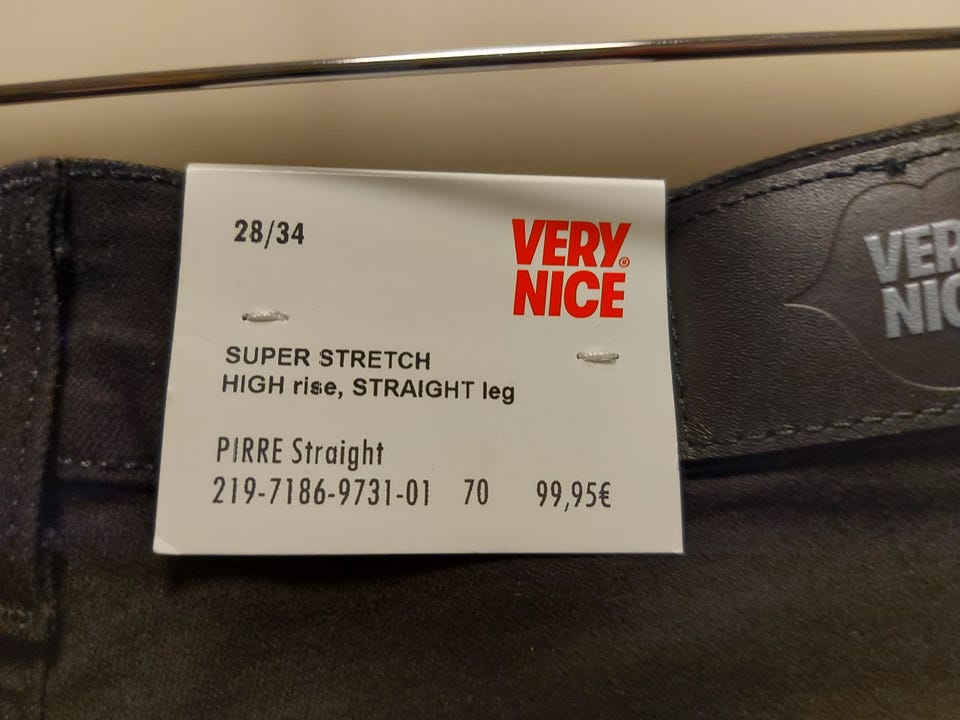 28/34
VERY®
NICE
SUPER STRETCH
HIGH rise, STRAIGHT leg
PIRRE Straight
219-7186-9731-01 70 99,95€
VER
NIC